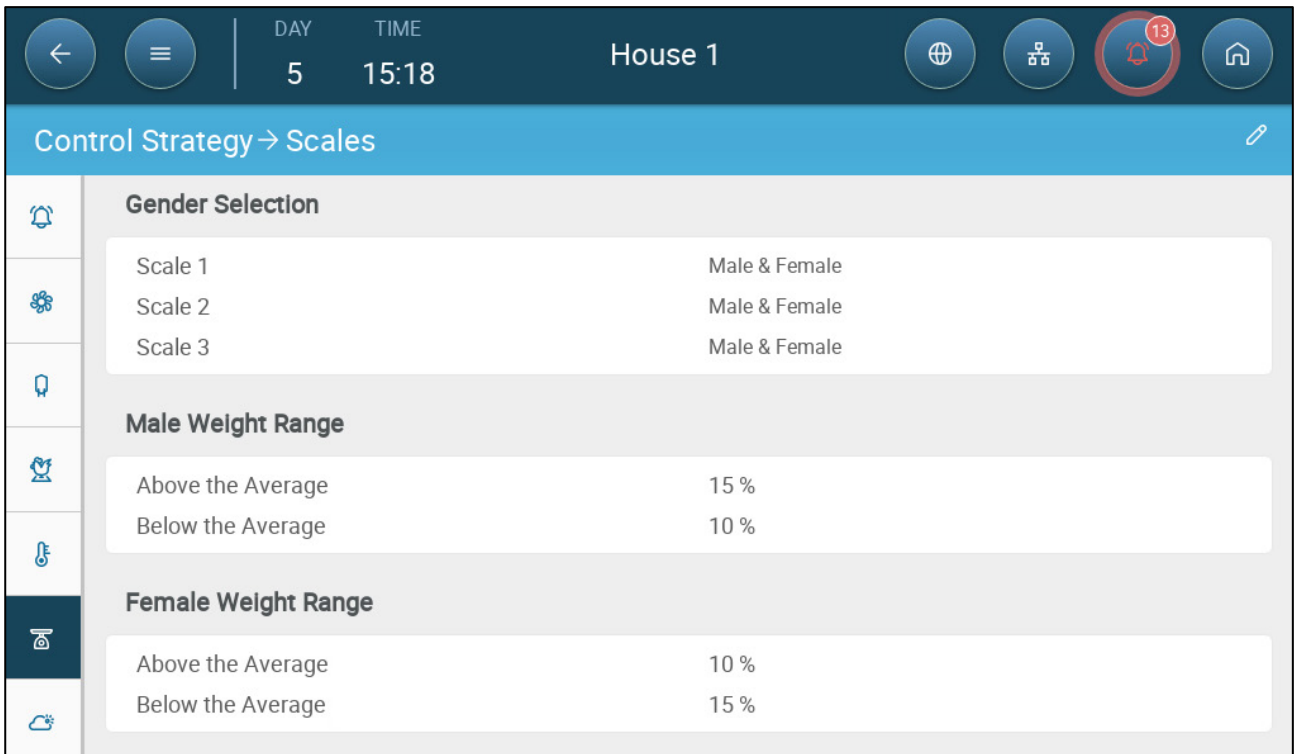 DAY TIME
5 15:18 House 1 13
Control Strategy → Scales
Gender Selection
Scale 1 Male & Female
Scale 2 Male & Female
Scale 3 Male & Female
Male Weight Range
Above the Average 15 %
Below the Average 10 %
Female Weight Range
Above the Average 10 %
Below the Average 15 %